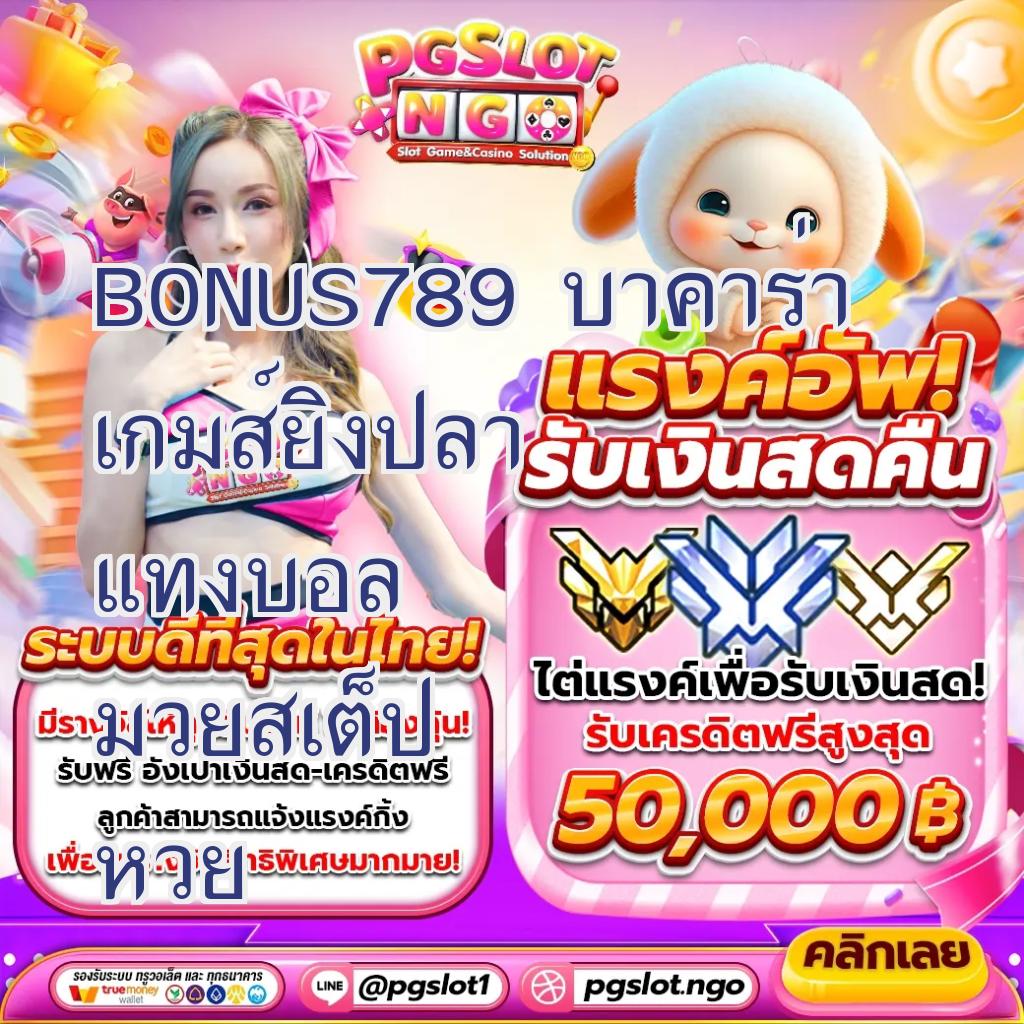 PGSLOT
NGO
Slot Game&Casino Solution
BONUS789 บาคาร่า
เกมส์ยิงปลา
แทงบอล
มวยสเต็ป
หวย
แรงค์อัพ!
รับเงินสดคืน
ไต่แรงค์เพื่อรับเงินสด!
รับเครดิตฟรีสูงสุด
50,000 ฿
ระบบดีที่สุดในไทย!
รับฟรี อั่งเปาเงินสด-เครดิตฟรี
ลูกค้าสามารถแจ้งแรงค์กิ้ง
คลิกเลย
รองรับระบบ ทรูวอเล็ต และ ทุกธนาคาร
truemoney
wallet
LINE @pgslot1
pgslot.ngo